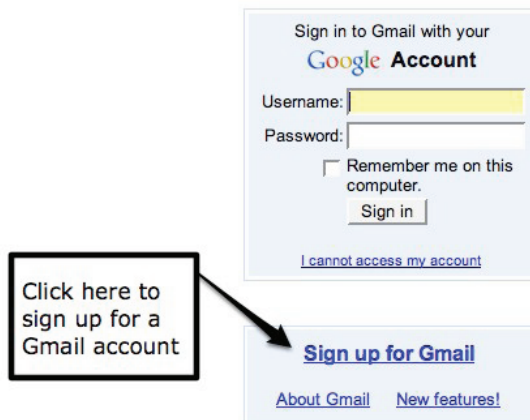 Sign in to Gmail with your
Google Account
Username:
Password:
Remember me on this
computer.
Sign in
I cannot access my account
Click here to
sign up for a
Gmail account
Sign up for Gmail
About Gmail New features!